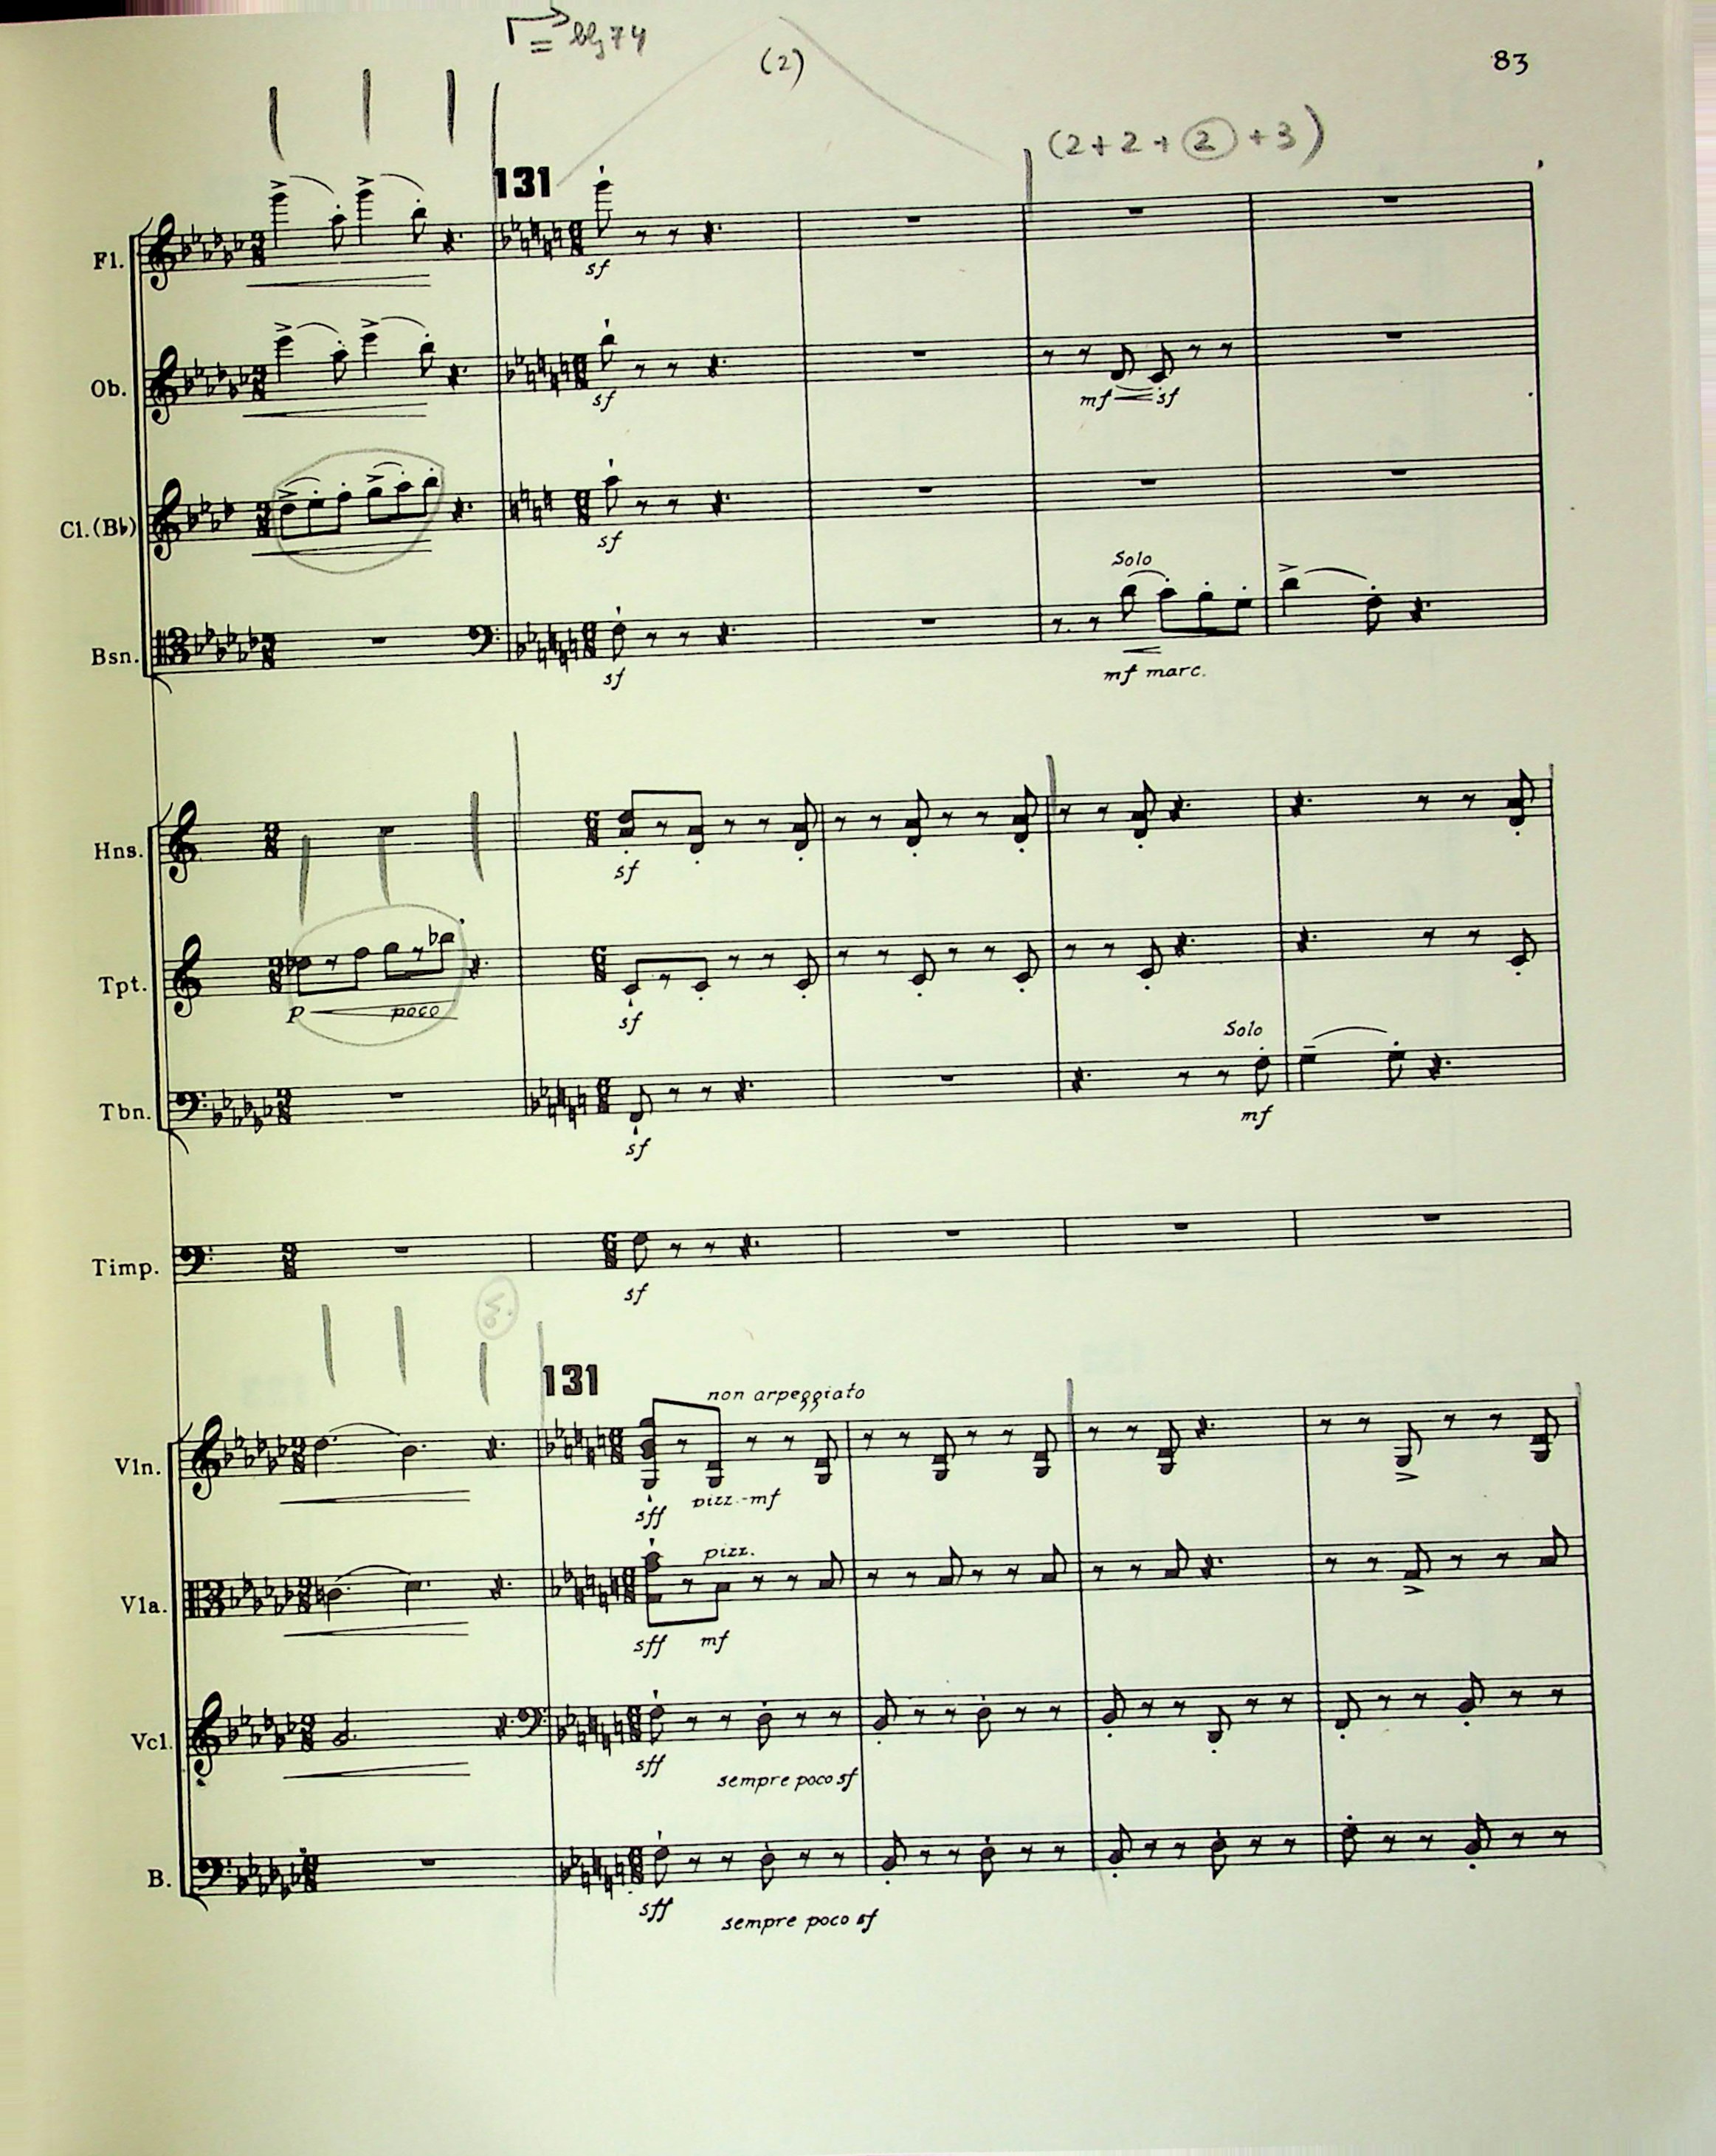 = blz 74
(2)
83
(2+2+2+3)
131
Fl.
sf
Ob.
sf
mf sf
Cl.(B♭)
sf
Solo
Bsn.
sf
mf marc.
Hns.
sf
Tpt.
p poco
sf
Solo
Tbn.
sf
mf
Timp.
sf
131
non arpeggiato
Vln.
sff pizz.-mf
pizz.
Vla.
sff mf
Vcl.
sff
sempre poco sf
B.
sff
sempre poco sf